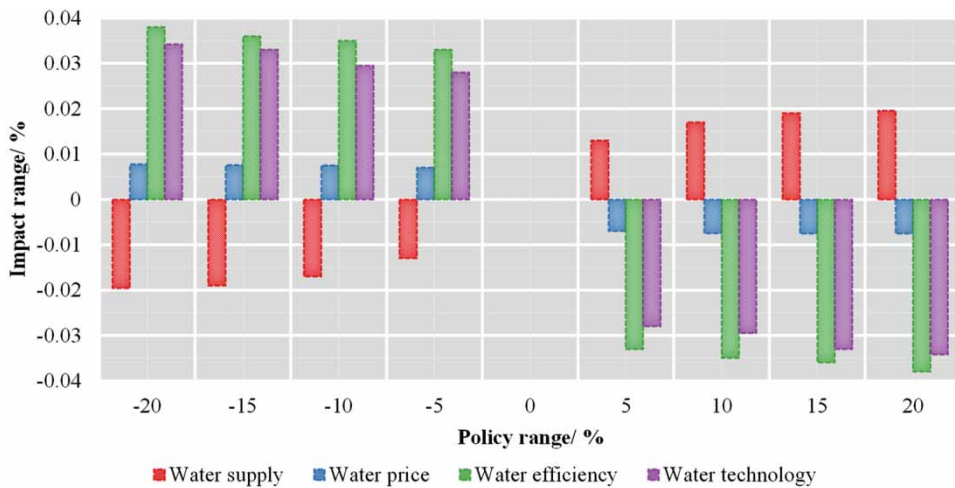 0.04
0.03
0.02
0.01
0
-0.01
-0.02
-0.03
-0.04
Impact range/ %
-20 -15 -10 -5 0 5 10 15 20
Policy range/ %
Water supply Water price Water efficiency Water technology